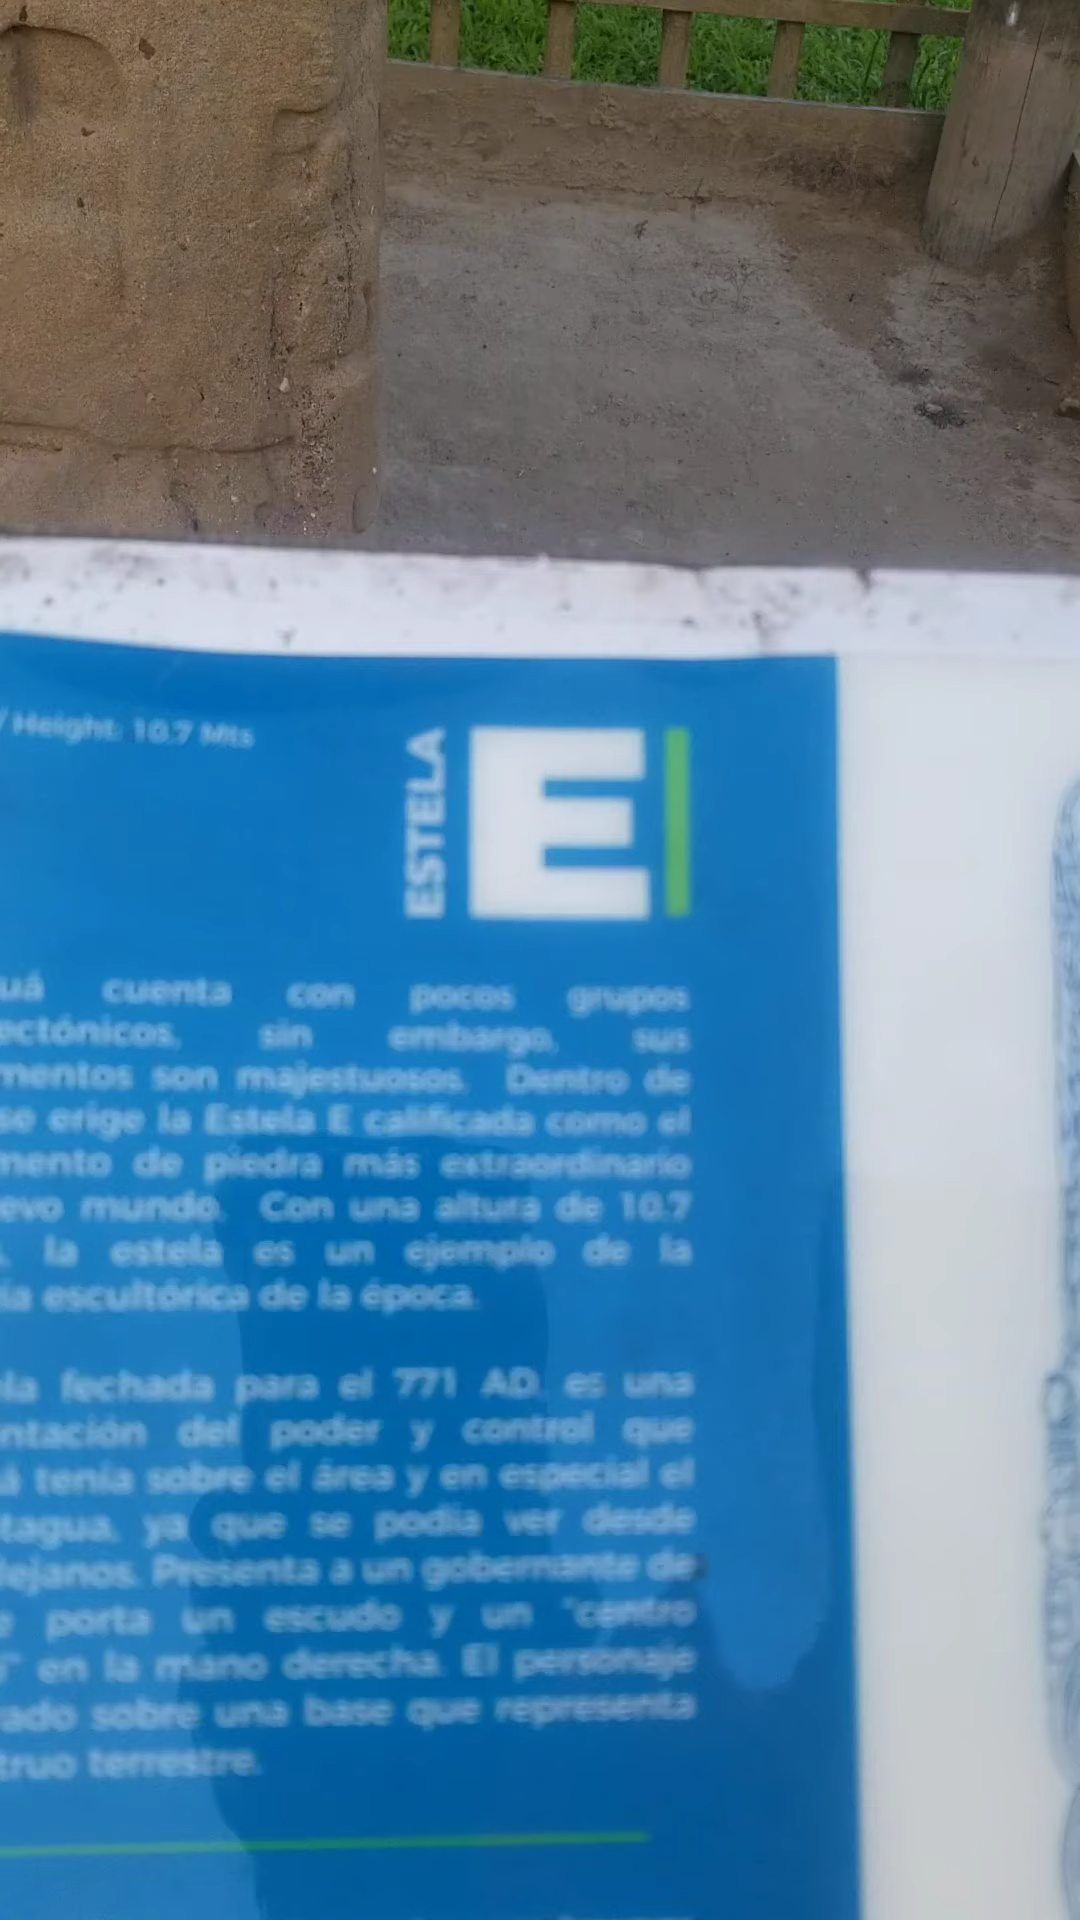 / Height: 10.7 Mts
ESTELA
E
uá cuenta con pocos grupos
ectónicos, sin embargo, sus
mentos son majestuosos. Dentro de
se erige la Estela E calificada como el
mento de piedra más extraordinario
evo mundo. Con una altura de 10.7
, la estela es un ejemplo de la
ía escultórica de la época.
la fechada para el 771 AD, es una
ntación del poder y control que
á tenía sobre el área y en especial el
tagua, ya que se podía ver desde
lejanos. Presenta a un gobernante de
e porta un escudo y un "centro
" en la mano derecha. El personaje
ado sobre una base que representa
truo terrestre.